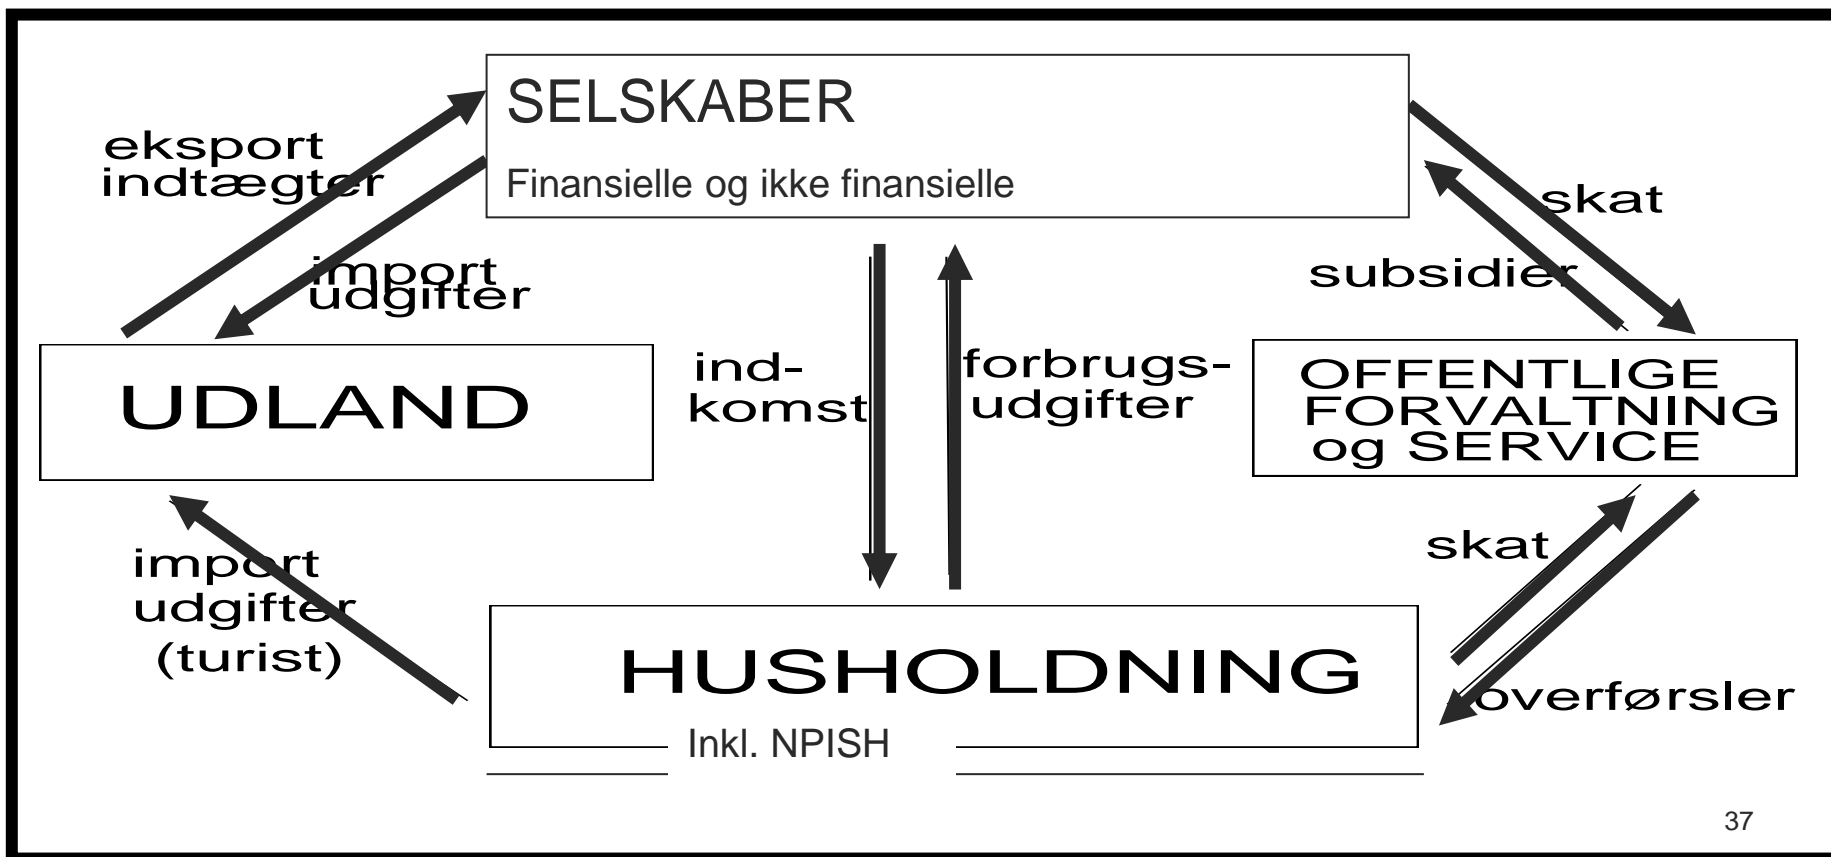 SELSKABER
Finansielle og ikke finansielle
eksport
indtægter
skat
import
udgifter
subsidier
UDLAND
ind-
komst
forbrugs-
udgifter
OFFENTLIGE
FORVALTNING
og SERVICE
import
udgifter
(turist)
skat
HUSHOLDNING
Inkl. NPISH
overførsler
37